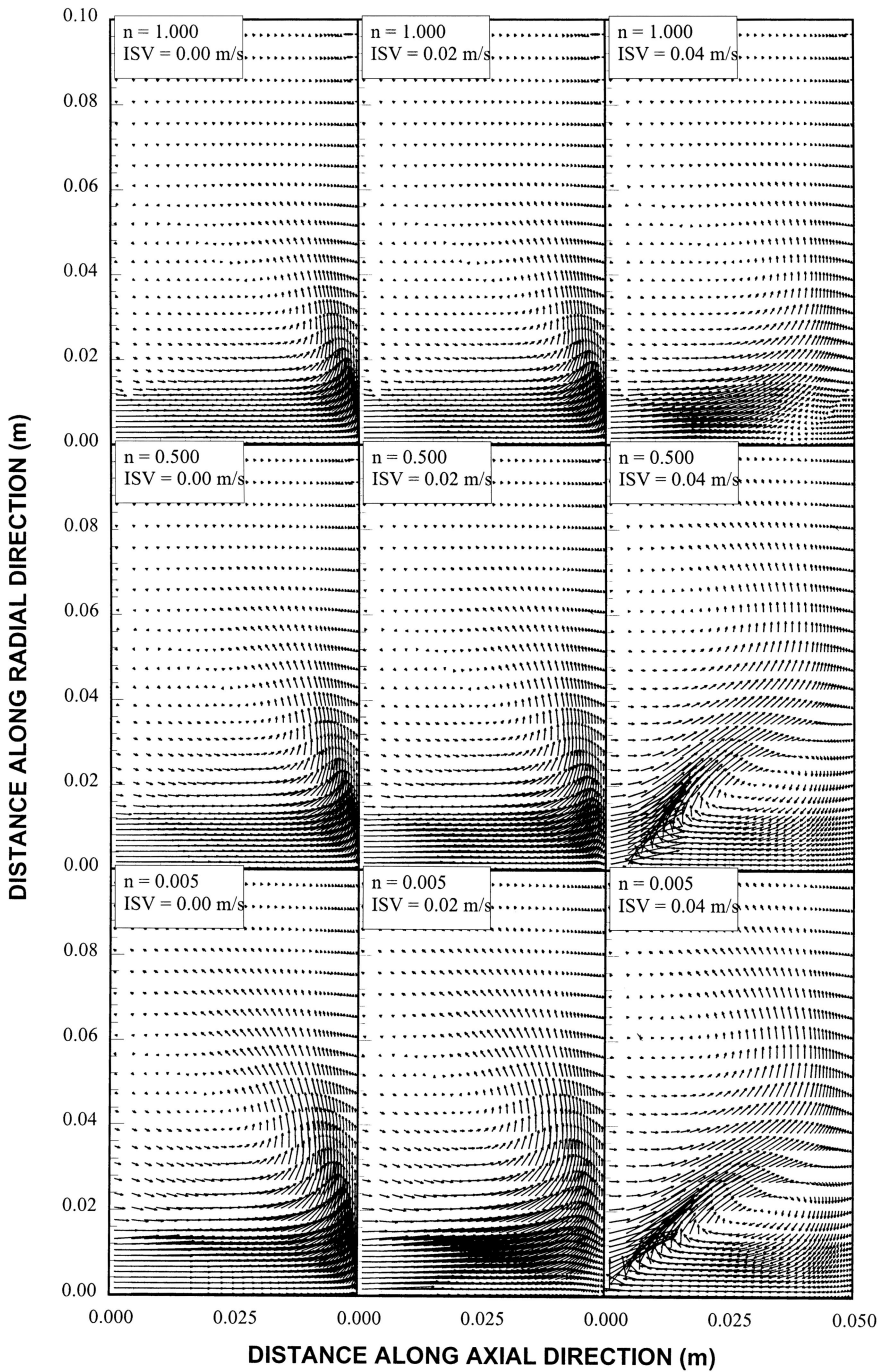 0.10
n = 1.000
ISV = 0.00 m/s
n = 1.000
ISV = 0.02 m/s
n = 1.000
ISV = 0.04 m/s
0.08
0.06
0.04
0.02
0.00
n = 0.500
ISV = 0.00 m/s
n = 0.500
ISV = 0.02 m/s
n = 0.500
ISV = 0.04 m/s
0.08
0.06
0.04
0.02
0.00
n = 0.005
ISV = 0.00 m/s
n = 0.005
ISV = 0.02 m/s
n = 0.005
ISV = 0.04 m/s
0.08
0.06
0.04
0.02
0.00
0.000 0.025 0.000 0.025 0.000 0.025 0.050
DISTANCE ALONG RADIAL DIRECTION (m)
DISTANCE ALONG AXIAL DIRECTION (m)